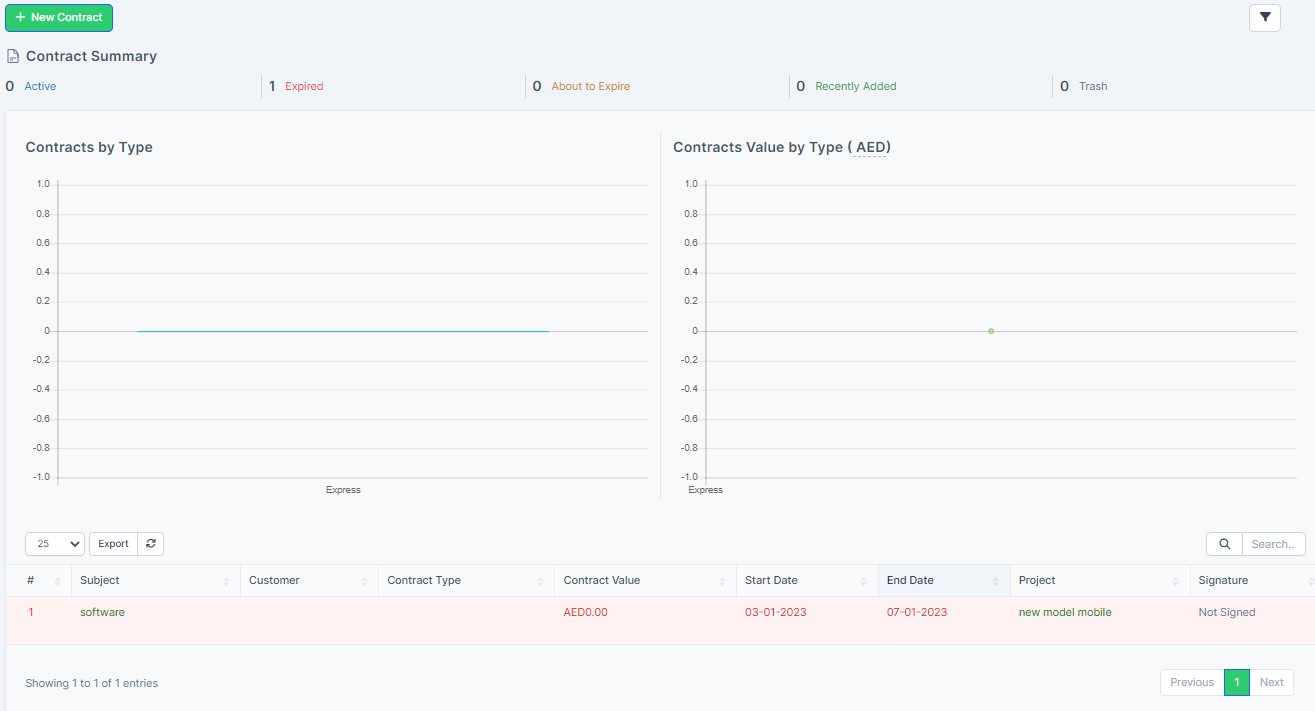 + New Contract
Contract Summary
0 Active 1 Expired 0 About to Expire 0 Recently Added 0 Trash
Contracts by Type
1.0
0.8
0.6
0.4
0.2
0
-0.2
-0.4
-0.6
-0.8
-1.0
Express
Contracts Value by Type ( AED)
1.0
0.8
0.6
0.4
0.2
0
-0.2
-0.4
-0.6
-0.8
-1.0
Express
25 Export Search..
# Subject Customer Contract Type Contract Value Start Date End Date Project Signature
1 software AED0.00 03-01-2023 07-01-2023 new model mobile Not Signed
Showing 1 to 1 of 1 entries Previous 1 Next